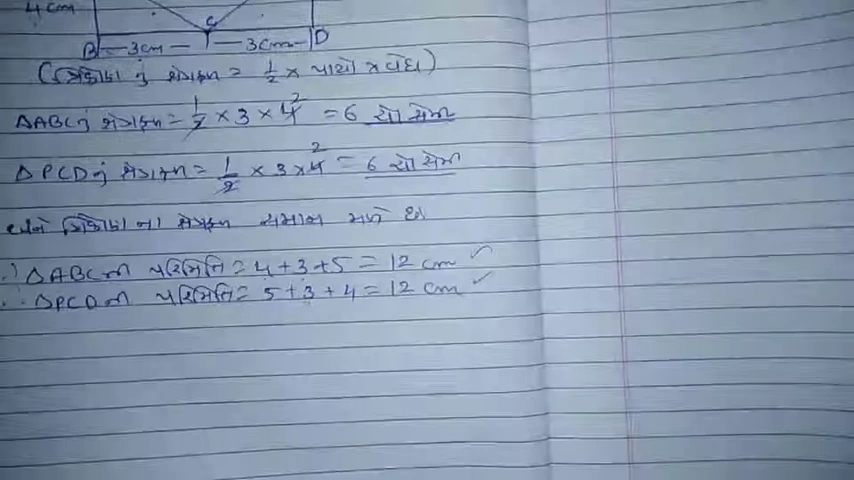 4cm
C
B — 3cm — | — 3cm — D
(ત્રિકોણનું ક્ષેત્રફળ = 1/2 × પાયો × વેધ)
ΔABCનું ક્ષેત્રફળ = 1/2 × 3 × 4 2 = 6 ચો સેમી
ΔPCDનું ક્ષેત્રફળ = 1/2 × 3 × 4 2 = 6 ચો સેમી
બંને ત્રિકોણના ક્ષેત્રફળ સમાન મળે છે
ΔABCની પરિમિતિ = 4 + 3 + 5 = 12 cm ✓
ΔPCDની પરિમિતિ = 5 + 3 + 4 = 12 cm ✓